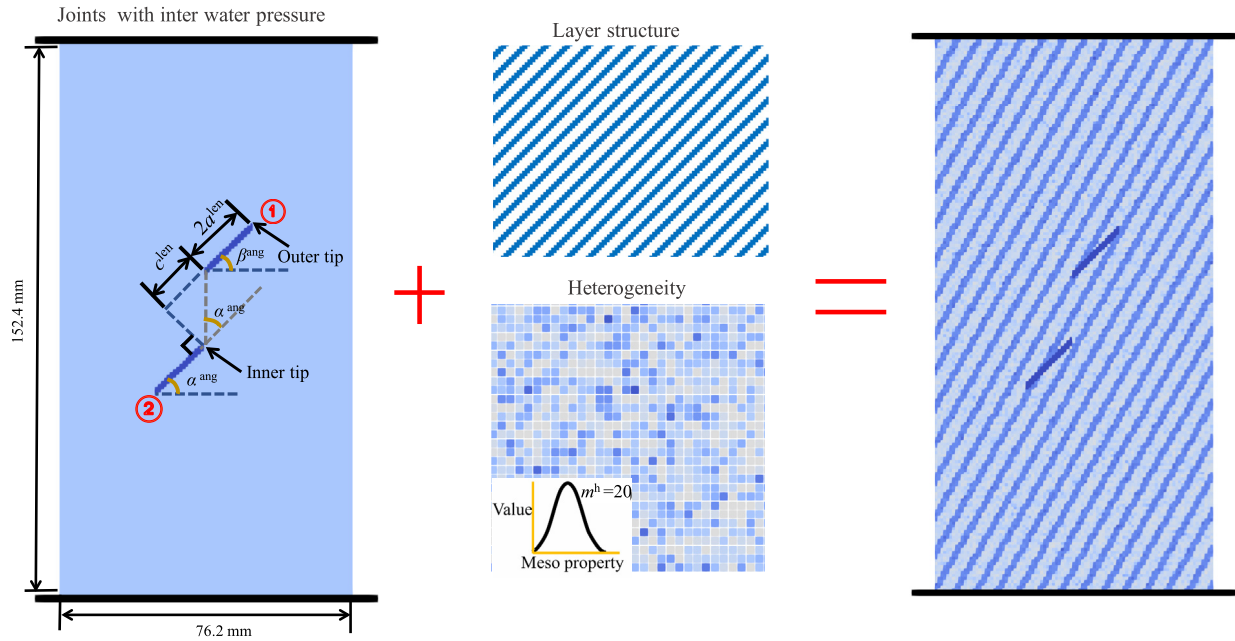 Joints with inter water pressure
152.4 mm
76.2 mm
①
2a^len
c^len
Outer tip
β^ang
α^ang
Inner tip
α^ang
②
+
Layer structure
Heterogeneity
m^h=20
Value
Meso property
=